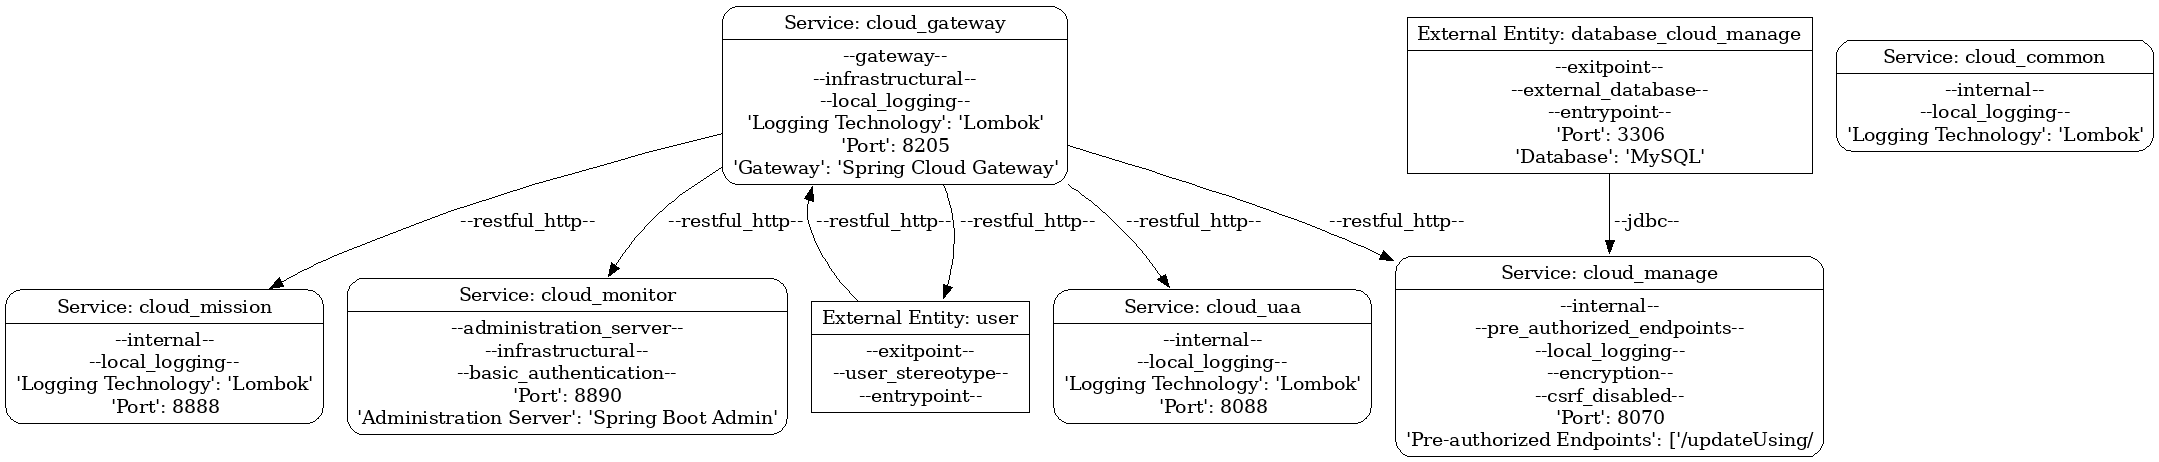 Service: cloud_gateway
--gateway--
--infrastructural--
--local_logging--
'Logging Technology': 'Lombok'
'Port': 8205
'Gateway': 'Spring Cloud Gateway'
External Entity: database_cloud_manage
--exitpoint--
--external_database--
--entrypoint--
'Port': 3306
'Database': 'MySQL'
Service: cloud_common
--internal--
--local_logging--
'Logging Technology': 'Lombok'
--restful_http--
--restful_http--
--restful_http--
--restful_http--
--restful_http--
--restful_http--
--jdbc--
Service: cloud_mission
--internal--
--local_logging--
'Logging Technology': 'Lombok'
'Port': 8888
Service: cloud_monitor
--administration_server--
--infrastructural--
--basic_authentication--
'Port': 8890
'Administration Server': 'Spring Boot Admin'
External Entity: user
--exitpoint--
--user_stereotype--
--entrypoint--
Service: cloud_uaa
--internal--
--local_logging--
'Logging Technology': 'Lombok'
'Port': 8088
Service: cloud_manage
--internal--
--pre_authorized_endpoints--
--local_logging--
--encryption--
--csrf_disabled--
'Port': 8070
'Pre-authorized Endpoints': ['/updateUsing/